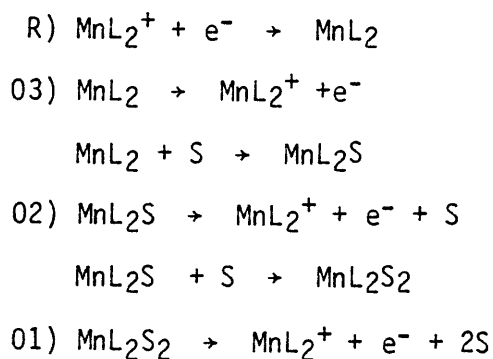 R) MnL₂⁺ + e⁻ → MnL₂
O3) MnL₂ → MnL₂⁺ +e⁻
MnL₂ + S → MnL₂S
O2) MnL₂S → MnL₂⁺ + e⁻ + S
MnL₂S + S → MnL₂S₂
O1) MnL₂S₂ → MnL₂⁺ + e⁻ + 2S